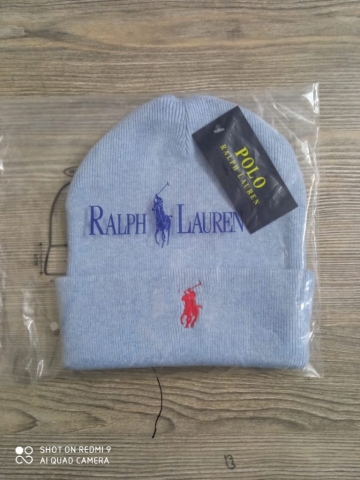 POLO
RALPH LAUREN
RALPH LAUREN
SHOT ON REDMI 9
AI QUAD CAMERA